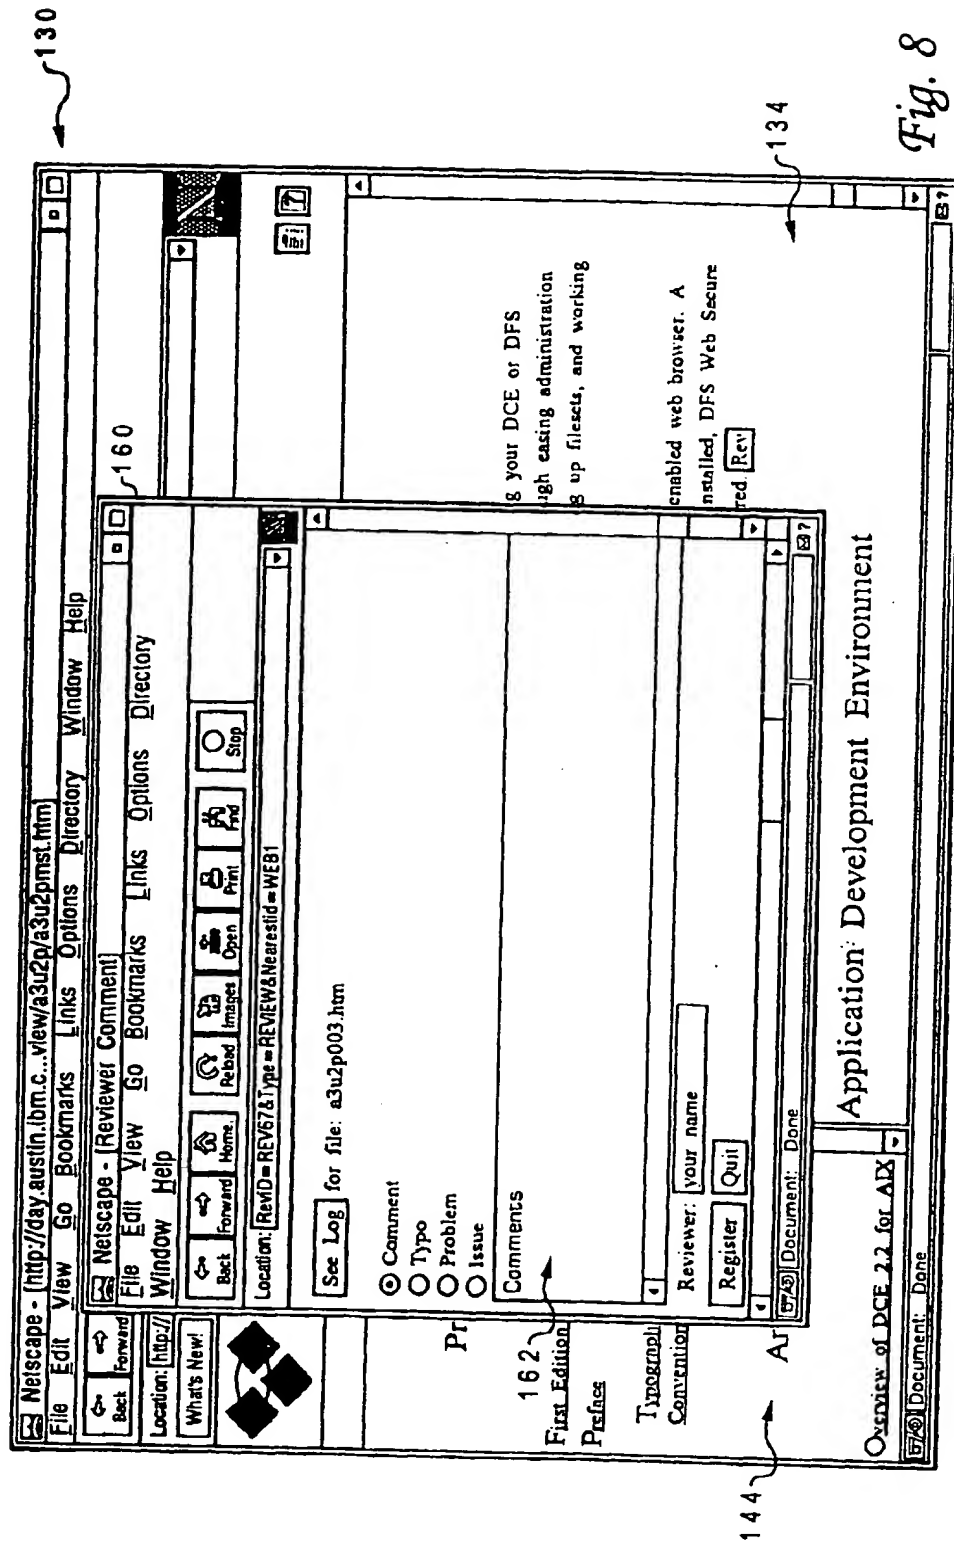 130
Netscape - [http://day.austin.ibm.c...view/a3u2p/a3u2pmst.htm]
File Edit View Go Bookmarks Links Options Directory Window Help
Back Forward
Location: http://
What's New!
160
Netscape - [Reviewer Comment]
File Edit View Go Bookmarks Links Options Directory
Window Help
Back Forward Home. Reload Images Open Print Find Stop
Location: RevID=REV67&Type=REVIEW&Nearestid=WEB1
See Log for file: a3u2p003.htm
Comment
Typo
Problem
Issue
Comments
162
Reviewer: your name
Register Quit
Document: Done
Pr
First Edition
Preface
Typograph
Convention
Ar
144
g your DCE or DFS
ugh easing administration
g up filesets, and working
enabled web browser. A
nstalled, DFS Web Secure
red. Rev
134
Overview of DCE 2.2 for AIX
Application Development Environment
Document: Done
Fig. 8